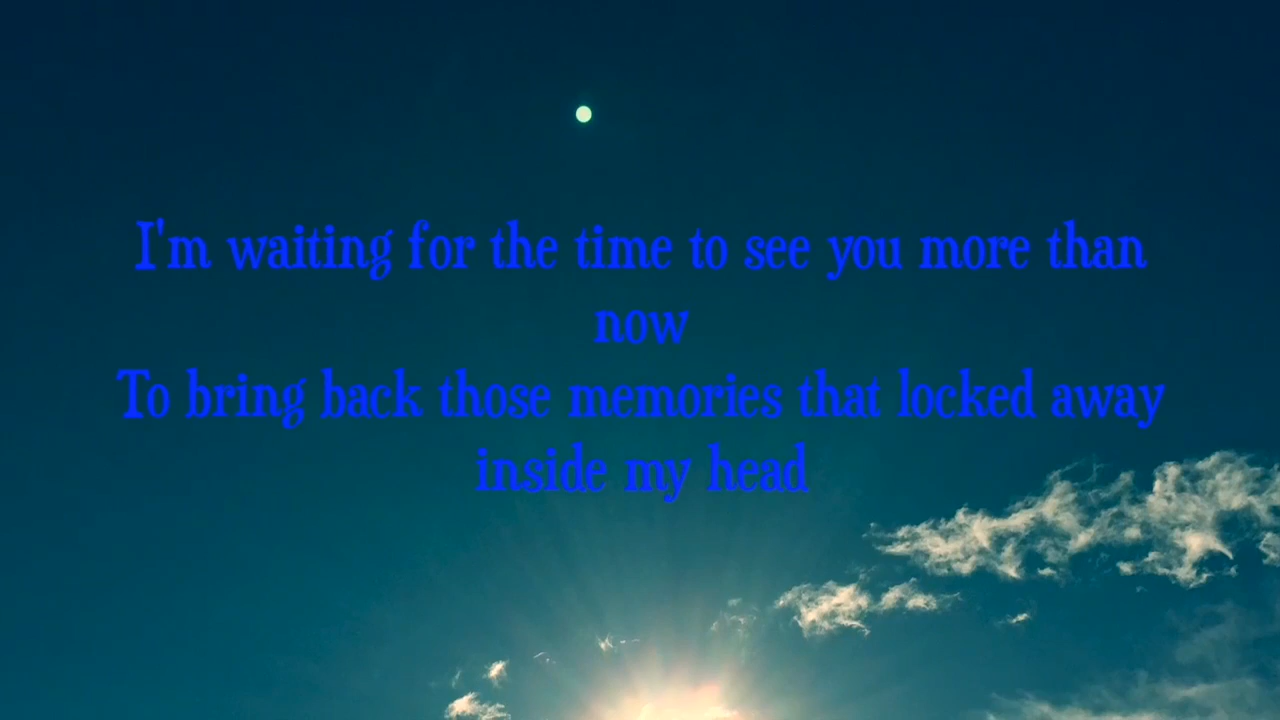 I'm waiting for the time to see you more than
now
To bring back those memories that locked away
inside my head